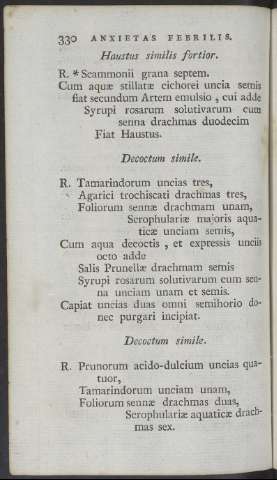 330 ANXIETAS FEBRILIS.
Haustus similis fortior.
R. * Scammonii grana septem.
Cum aquæ stillatæ cichorei uncia semis
fiat secundum Artem emulsio , cui adde
Syrupi rosarum solutivarum cum
senna drachmas duodecim
Fiat Haustus.
Decoctum simile.
R. Tamarindorum uncias tres,
Agarici trochiscati drachmas tres,
Foliorum sennæ drachmam unam,
Scrophulariæ majoris aqua-
ticæ unciam semis,
Cum aqua decoctis , et expressis unciis
octo adde
Salis Prunellæ drachmam semis
Syrupi rosarum solutivarum cum sen-
na unciam unam et semis.
Capiat uncias duas omni semihorio do-
nec purgari incipiat.
Decoctum simile.
R. Prunorum acido-dulcium uncias qua-
tuor,
Tamarindorum unciam unam,
Foliorum sennæ drachmas duas,
Scrophulariæ aquaticæ drach-
mas sex.